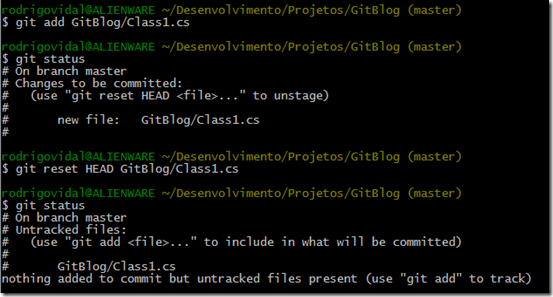 rodrigovidal@ALIENWARE ~/Desenvolvimento/Projetos/GitBlog (master)
$ git add GitBlog/Class1.cs
rodrigovidal@ALIENWARE ~/Desenvolvimento/Projetos/GitBlog (master)
$ git status
# On branch master
# Changes to be committed:
#   (use "git reset HEAD <file>..." to unstage)
#
#       new file:   GitBlog/Class1.cs
#
rodrigovidal@ALIENWARE ~/Desenvolvimento/Projetos/GitBlog (master)
$ git reset HEAD GitBlog/Class1.cs
rodrigovidal@ALIENWARE ~/Desenvolvimento/Projetos/GitBlog (master)
$ git status
# On branch master
# Untracked files:
#   (use "git add <file>..." to include in what will be committed)
#
#       GitBlog/Class1.cs
nothing added to commit but untracked files present (use "git add" to track)